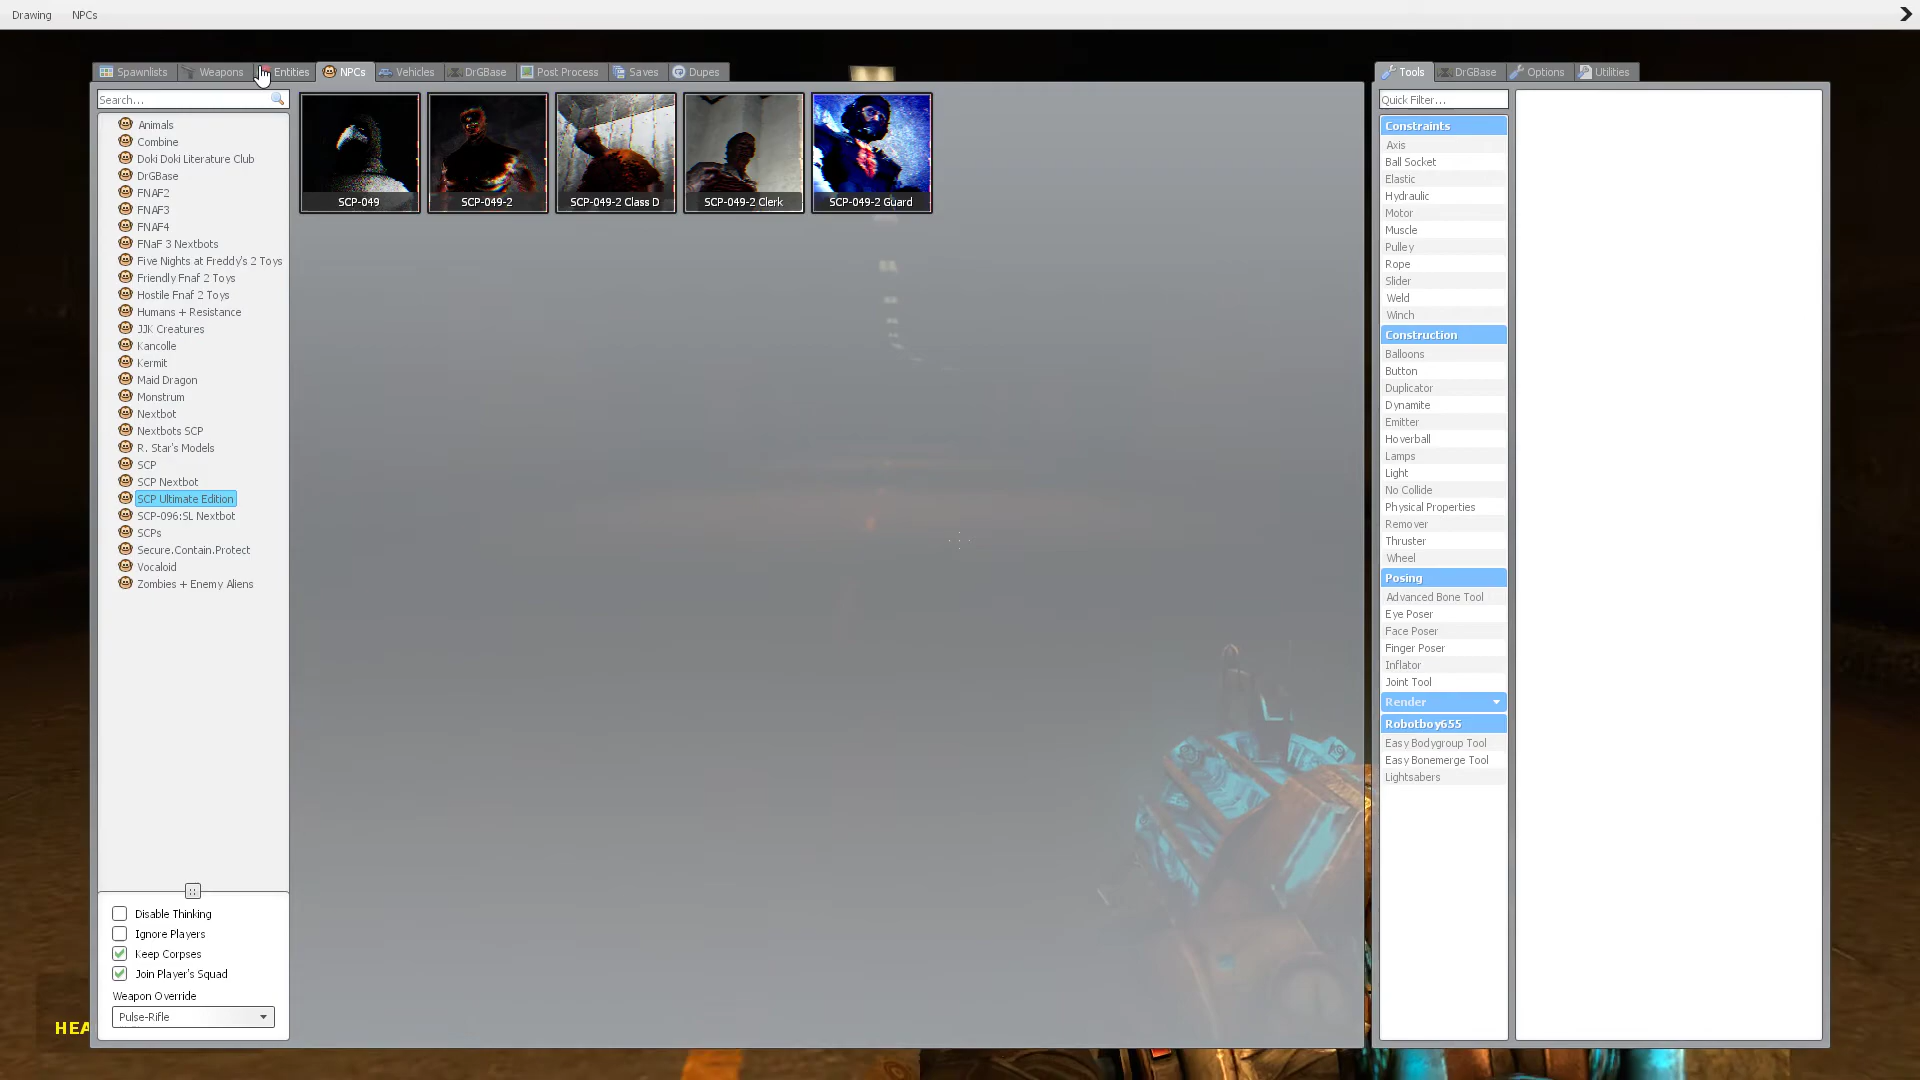 Drawing NPCs
Spawnlists Weapons Entities NPCs Vehicles DrGBase Post Process Saves Dupes
Search...
Animals
Combine
Doki Doki Literature Club
DrGBase
FNAF2
FNAF3
FNAF4
FNaF 3 Nextbots
Five Nights at Freddy's 2 Toys
Friendly Fnaf 2 Toys
Hostile Fnaf 2 Toys
Humans + Resistance
JJK Creatures
Kancolle
Kermit
Maid Dragon
Monstrum
Nextbot
Nextbots SCP
R. Star's Models
SCP
SCP Nextbot
SCP Ultimate Edition
SCP-096:SL Nextbot
SCPs
Secure.Contain.Protect
Vocaloid
Zombies + Enemy Aliens
Disable Thinking
Ignore Players
Keep Corpses
Join Player's Squad
Weapon Override
Pulse-Rifle
HEA
SCP-049 SCP-049-2 SCP-049-2 Class D SCP-049-2 Clerk SCP-049-2 Guard
Tools DrGBase Options Utilities
Quick Filter...
Constraints
Axis
Ball Socket
Elastic
Hydraulic
Motor
Muscle
Pulley
Rope
Slider
Weld
Winch
Construction
Balloons
Button
Duplicator
Dynamite
Emitter
Hoverball
Lamps
Light
No Collide
Physical Properties
Remover
Thruster
Wheel
Posing
Advanced Bone Tool
Eye Poser
Face Poser
Finger Poser
Inflator
Joint Tool
Render
Robotboy655
Easy Bodygroup Tool
Easy Bonemerge Tool
Lightsabers